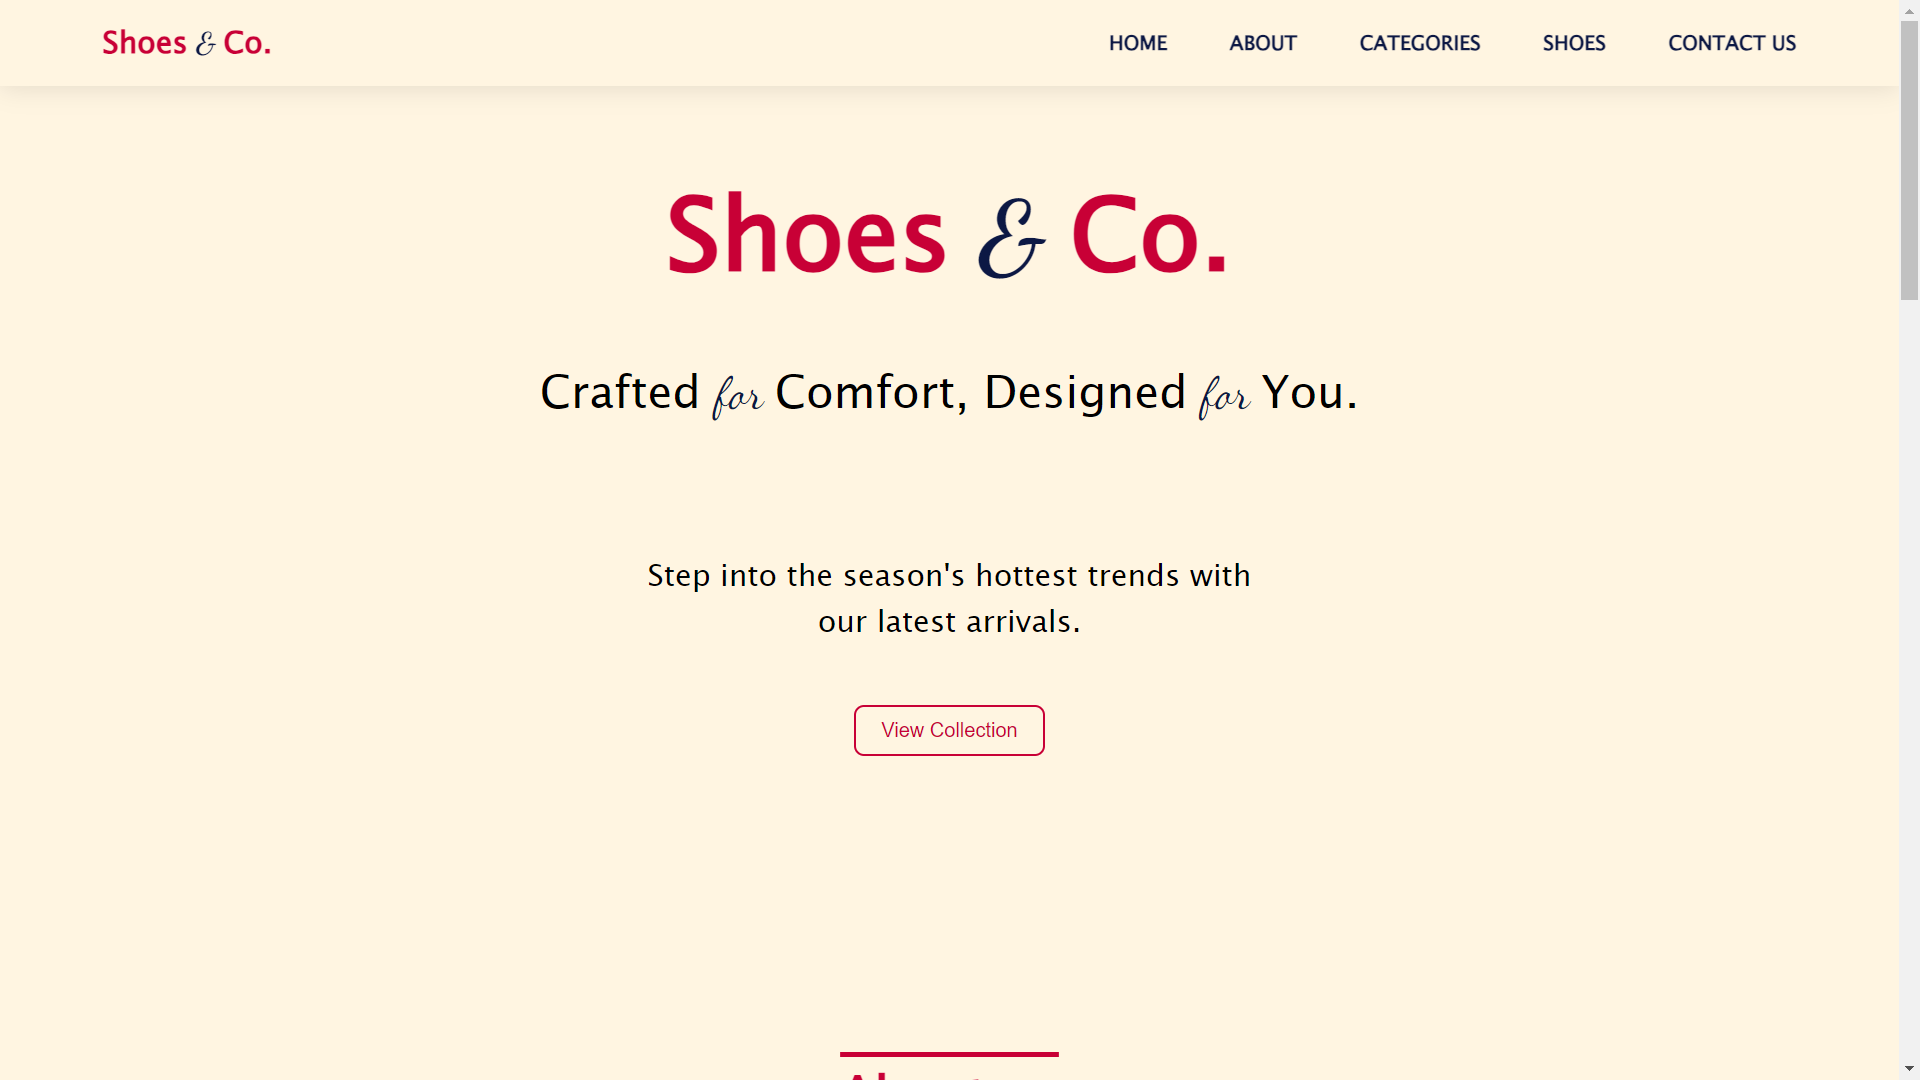 Shoes & Co.
HOME ABOUT CATEGORIES SHOES CONTACT US
Shoes & Co.
Crafted for Comfort, Designed for You.
Step into the season's hottest trends with
our latest arrivals.
View Collection